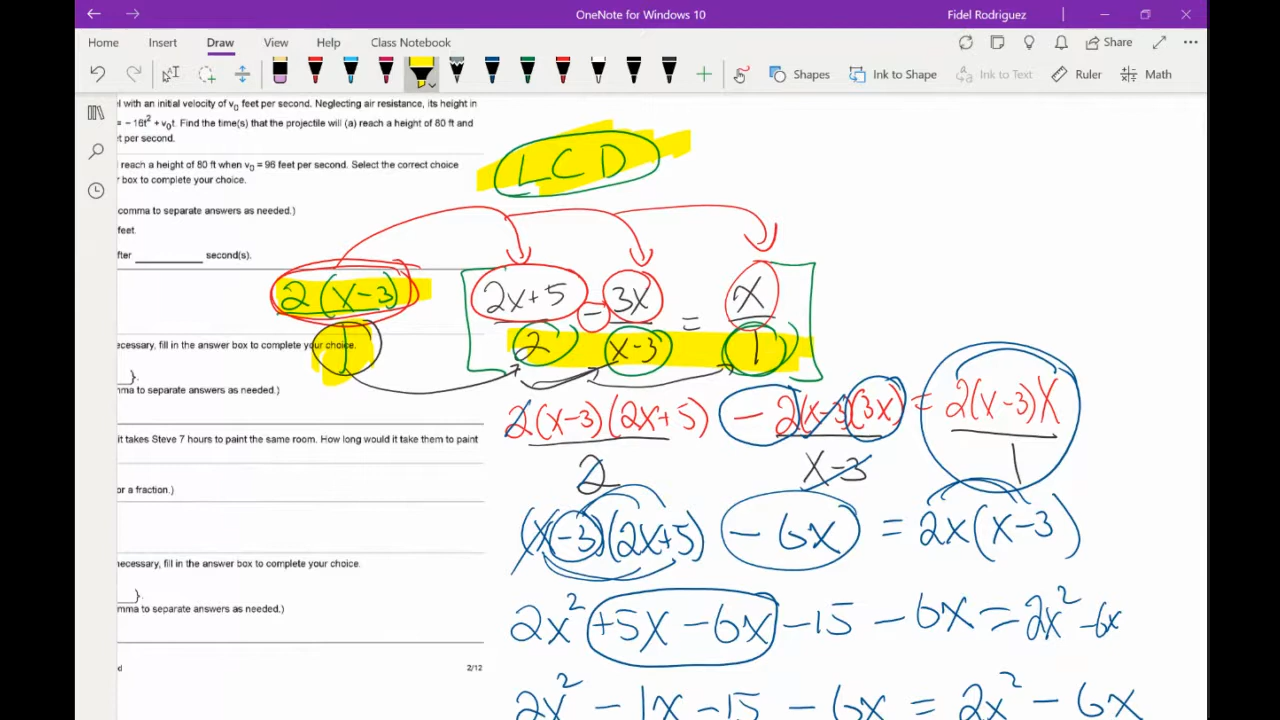 OneNote for Windows 10
Fidel Rodriguez
Home Insert Draw View Help Class Notebook
Share
Shapes Ink to Shape Ink to Text Ruler Math
l with an initial velocity of v0 feet per second. Neglecting air resistance, its height in
= − 16t² + v0t. Find the time(s) that the projectile will (a) reach a height of 80 ft and
t per second.
reach a height of 80 ft when v0 = 96 feet per second. Select the correct choice
r box to complete your choice.
comma to separate answers as needed.)
feet.
fter ________ second(s).
ecessary, fill in the answer box to complete your choice.
}.
mma to separate answers as needed.)
it takes Steve 7 hours to paint the same room. How long would it take them to paint
or a fraction.)
necessary, fill in the answer box to complete your choice.
}.
mma to separate answers as needed.)
d
2/12
LCD
2(x-3) 2x+5 - 3x = x
1 2 x-3 1
2(x-3)(2x+5) - 2(x-3)(3x) = 2(x-3)x
2 x-3 1
(x-3)(2x+5) - 6x = 2x(x-3)
2x² +5x - 6x - 15 - 6x = 2x² - 6x
2x² - 1x - 15 - 6x = 2x² - 6x